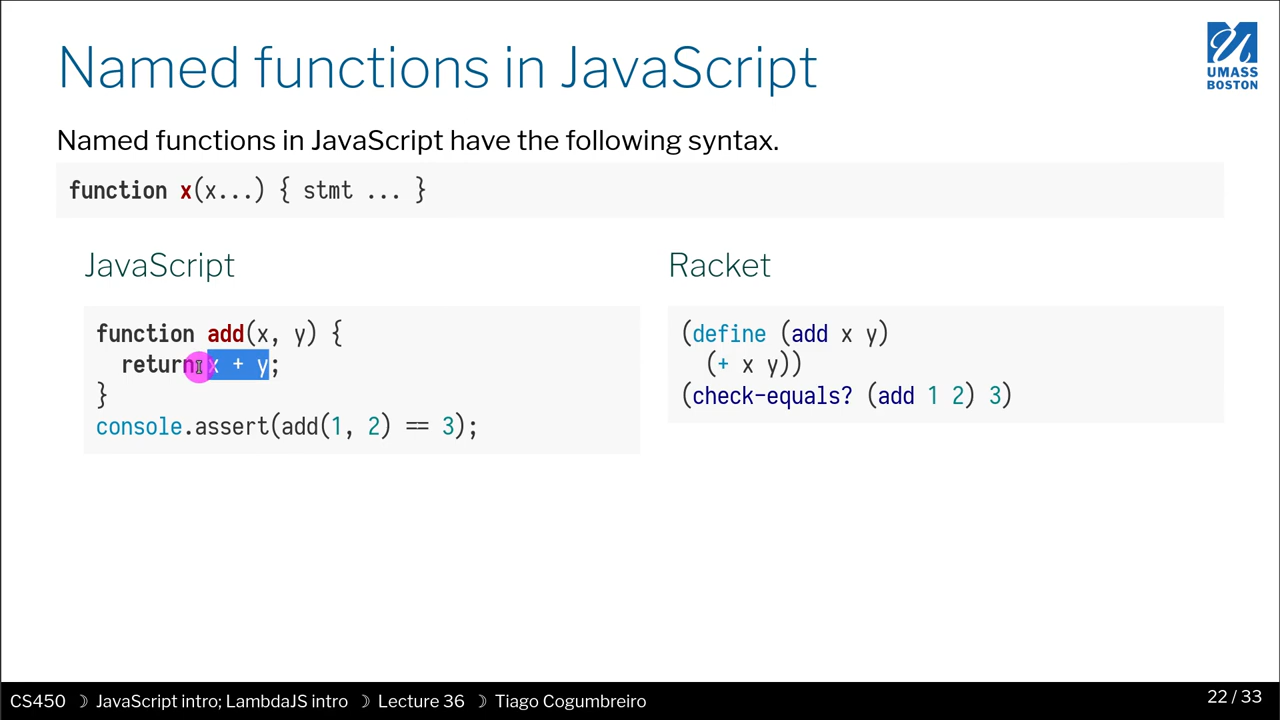 Named functions in JavaScript
UMASS
BOSTON
Named functions in JavaScript have the following syntax.
function x(x...) { stmt ... }
JavaScript
function add(x, y) {
return x + y;
}
console.assert(add(1, 2) == 3);
Racket
(define (add x y)
(+ x y))
(check-equals? (add 1 2) 3)
CS450 ☽ JavaScript intro; LambdaJS intro ☽ Lecture 36 ☽ Tiago Cogumbreiro
22 / 33